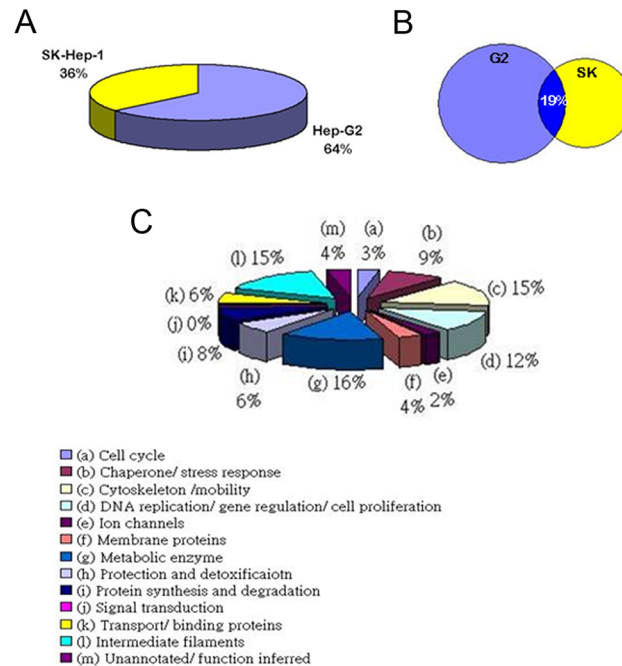 A
SK-Hep-1
36%
Hep-G2
64%
B
G2
SK
19%
C
(m)
4%
(a)
3%
(b)
9%
(l) 15%
(c) 15%
(k) 6%
(j) 0%
(i) 8%
(d) 12%
(h)
6%
(g) 16%
(f)
4%
(e)
2%
(a) Cell cycle
(b) Chaperone/ stress response
(c) Cytoskeleton /mobility
(d) DNA replication/ gene regulation/ cell proliferation
(e) Ion channels
(f) Membrane proteins
(g) Metabolic enzyme
(h) Protection and detoxificaiotn
(i) Protein synthesis and degradation
(j) Signal transduction
(k) Transport/ binding proteins
(l) Intermediate filaments
(m) Unannotated/ function inferred